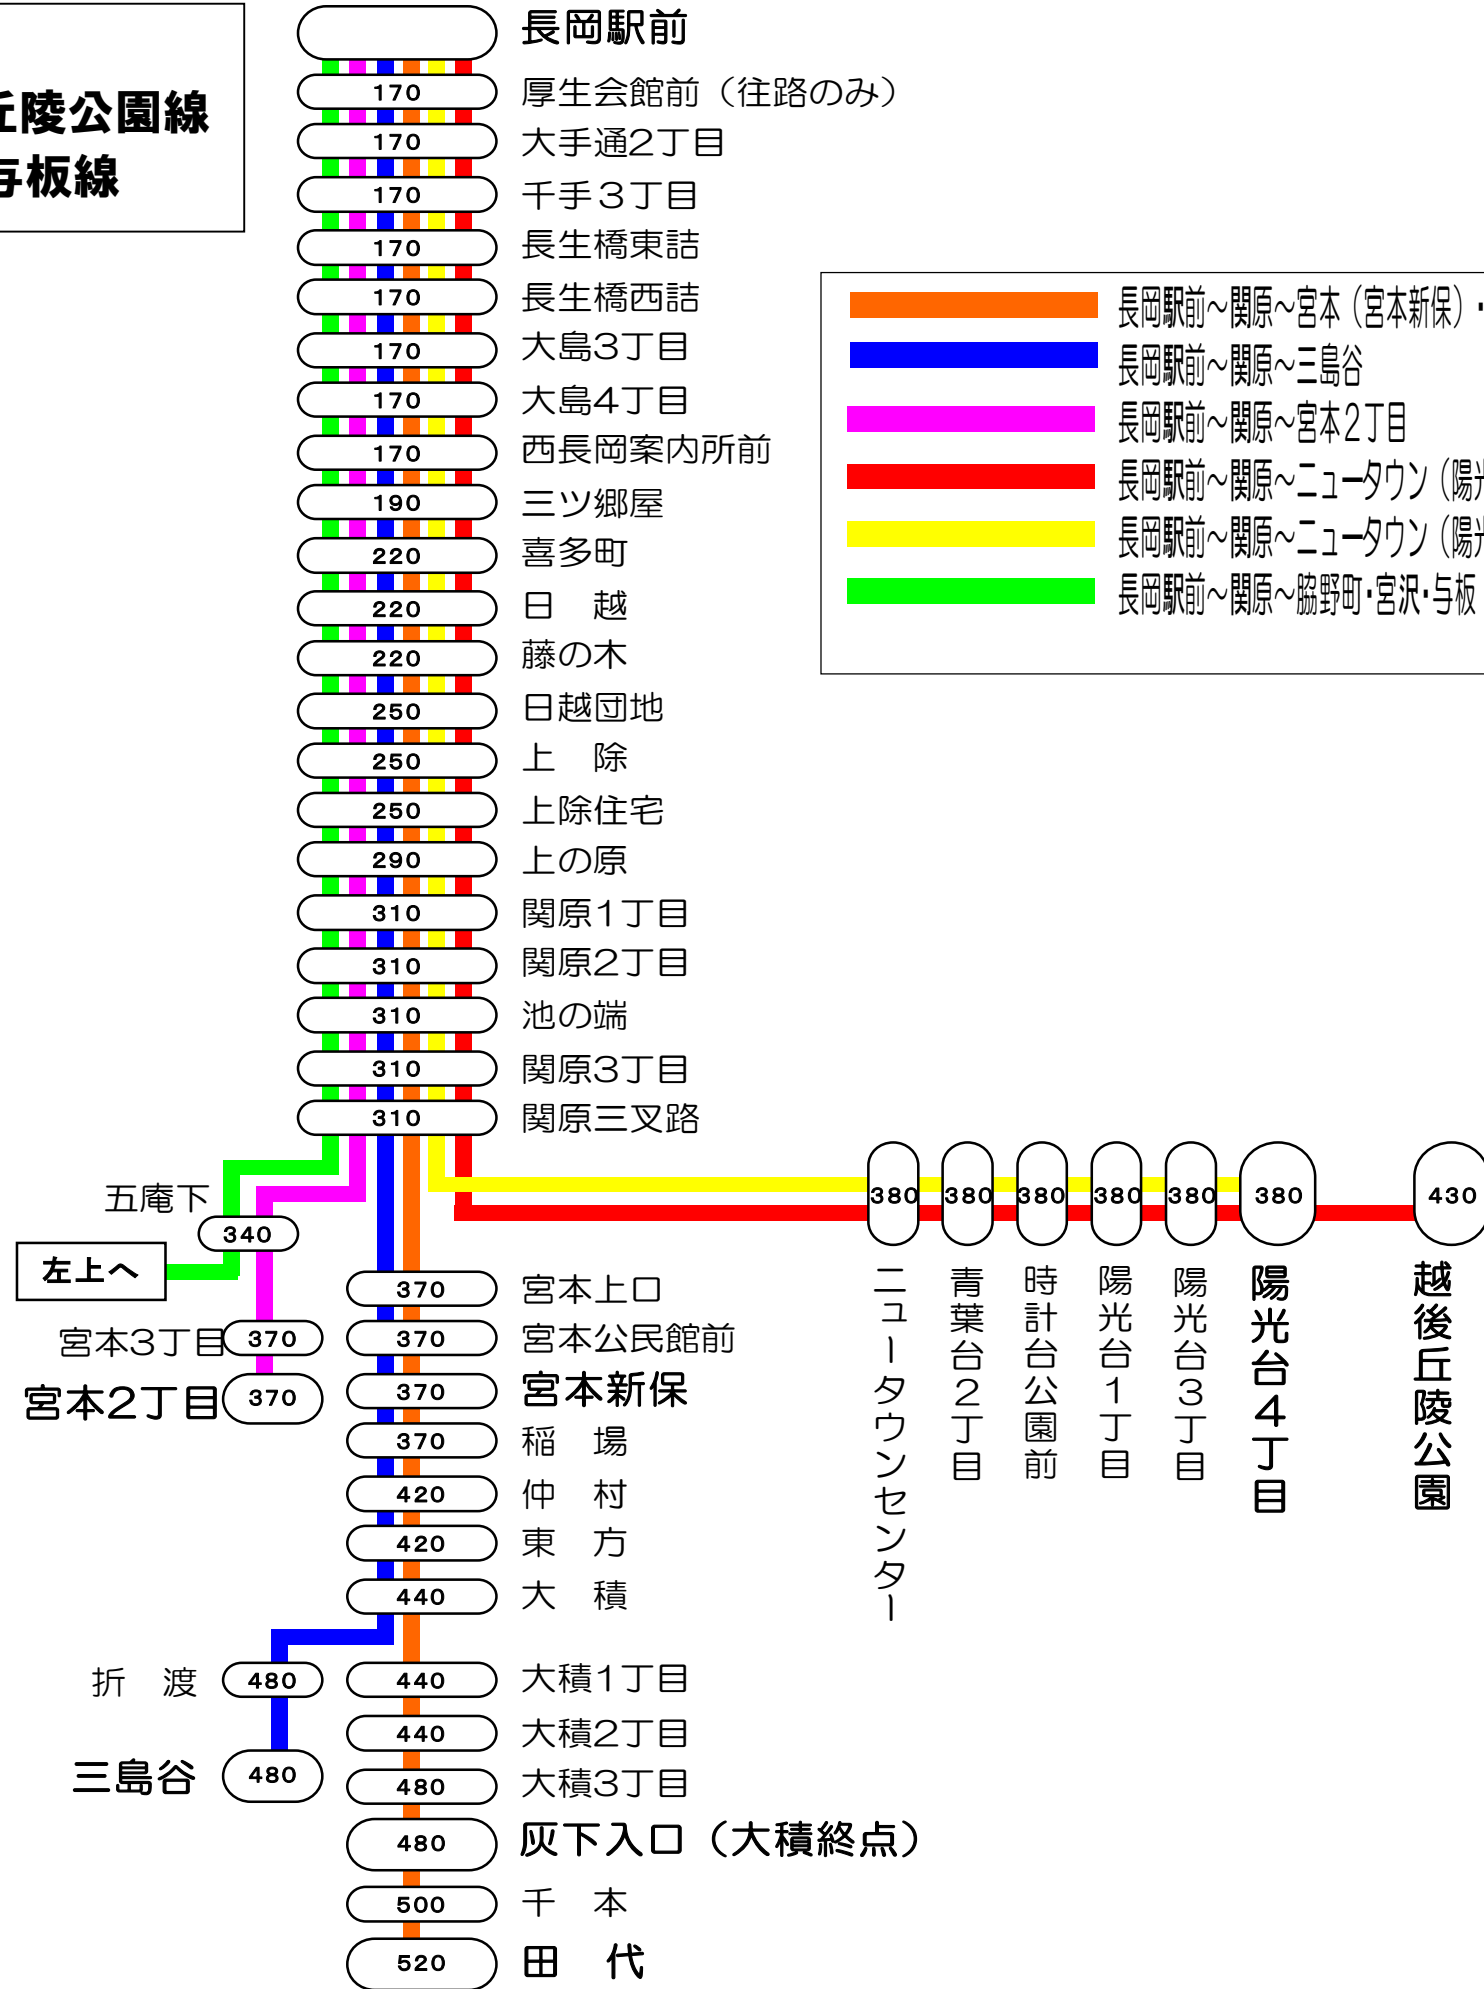 長岡駅前
丘陵公園線
与板線
170 厚生会館前（往路のみ）
170 大手通2丁目
170 千手３丁目
170 長生橋東詰
170 長生橋西詰
170 大島3丁目
170 大島4丁目
170 西長岡案内所前
190 三ツ郷屋
220 喜多町
220 日　越
220 藤の木
250 日越団地
250 上　除
250 上除住宅
290 上の原
310 関原1丁目
310 関原2丁目
310 池の端
310 関原3丁目
310 関原三叉路
長岡駅前～関原～宮本（宮本新保）・
長岡駅前～関原～三島谷
長岡駅前～関原～宮本２丁目
長岡駅前～関原～ニュータウン（陽光
長岡駅前～関原～ニュータウン（陽光
長岡駅前～関原～脇野町・宮沢・与板
五庵下 340
左上へ
宮本3丁目 370
宮本2丁目 370
380 ニュータウンセンター
380 青葉台２丁目
380 時計台公園前
380 陽光台１丁目
380 陽光台３丁目
380 陽光台４丁目
430 越後丘陵公園
370 宮本上口
370 宮本公民館前
370 宮本新保
370 稲　場
420 仲　村
420 東　方
440 大　積
折　渡 480
三島谷 480
440 大積1丁目
440 大積2丁目
480 大積3丁目
480 灰下入口（大積終点）
500 千　本
520 田　代